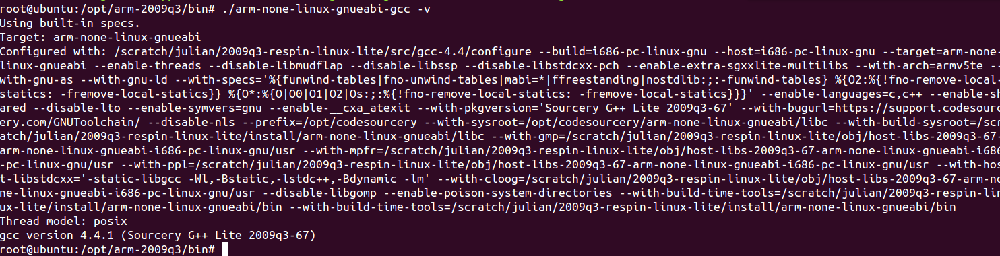 root@ubuntu:/opt/arm-2009q3/bin# ./arm-none-linux-gnueabi-gcc -v
Using built-in specs.
Target: arm-none-linux-gnueabi
Configured with: /scratch/julian/2009q3-respin-linux-lite/src/gcc-4.4/configure --build=i686-pc-linux-gnu --host=i686-pc-linux-gnu --target=arm-none-
linux-gnueabi --enable-threads --disable-libmudflap --disable-libssp --disable-libstdcxx-pch --enable-extra-sgxxlite-multilibs --with-arch=armv5te --
with-gnu-as --with-gnu-ld --with-specs='%{funwind-tables|fno-unwind-tables|mabi=*|ffreestanding|nostdlib:;:-funwind-tables} %{O2:%{!fno-remove-local-
statics: -fremove-local-statics}} %{O*:%{O|O0|O1|O2|Os:;:%{!fno-remove-local-statics: -fremove-local-statics}}}' --enable-languages=c,c++ --enable-sh
ared --disable-lto --enable-symvers=gnu --enable-__cxa_atexit --with-pkgversion='Sourcery G++ Lite 2009q3-67' --with-bugurl=https://support.codesourc
ery.com/GNUToolchain/ --disable-nls --prefix=/opt/codesourcery --with-sysroot=/opt/codesourcery/arm-none-linux-gnueabi/libc --with-build-sysroot=/scr
atch/julian/2009q3-respin-linux-lite/install/arm-none-linux-gnueabi/libc --with-gmp=/scratch/julian/2009q3-respin-linux-lite/obj/host-libs-2009q3-67-
arm-none-linux-gnueabi-i686-pc-linux-gnu/usr --with-mpfr=/scratch/julian/2009q3-respin-linux-lite/obj/host-libs-2009q3-67-arm-none-linux-gnueabi-i686
-pc-linux-gnu/usr --with-ppl=/scratch/julian/2009q3-respin-linux-lite/obj/host-libs-2009q3-67-arm-none-linux-gnueabi-i686-pc-linux-gnu/usr --with-hos
t-libstdcxx='-static-libgcc -Wl,-Bstatic,-lstdc++,-Bdynamic -lm' --with-cloog=/scratch/julian/2009q3-respin-linux-lite/obj/host-libs-2009q3-67-arm-no
ne-linux-gnueabi-i686-pc-linux-gnu/usr --disable-libgomp --enable-poison-system-directories --with-build-time-tools=/scratch/julian/2009q3-respin-lin
ux-lite/install/arm-none-linux-gnueabi/bin --with-build-time-tools=/scratch/julian/2009q3-respin-linux-lite/install/arm-none-linux-gnueabi/bin
Thread model: posix
gcc version 4.4.1 (Sourcery G++ Lite 2009q3-67)
root@ubuntu:/opt/arm-2009q3/bin#